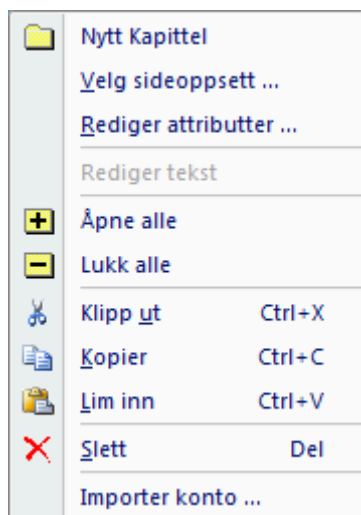 Nytt Kapittel
Velg sideoppsett ...
Rediger attributter ...
Rediger tekst
Åpne alle
Lukk alle
Klipp ut Ctrl+X
Kopier Ctrl+C
Lim inn Ctrl+V
Slett Del
Importer konto ...